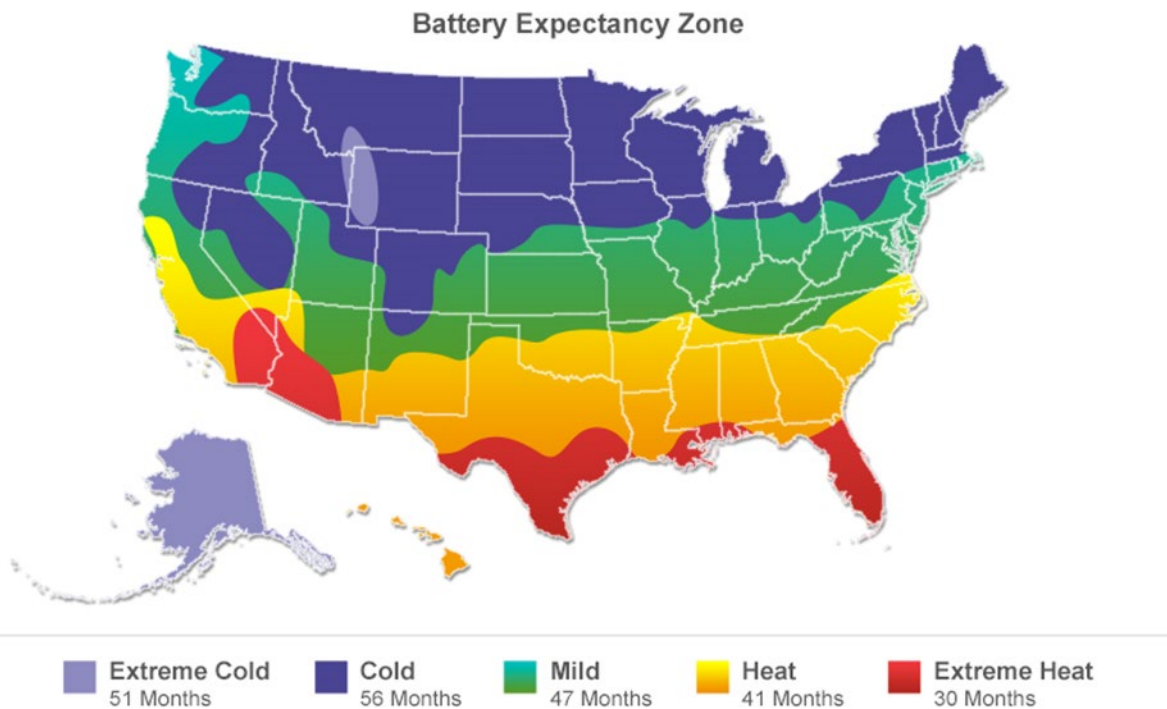 Battery Expectancy Zone
Extreme Cold
51 Months
Cold
56 Months
Mild
47 Months
Heat
41 Months
Extreme Heat
30 Months